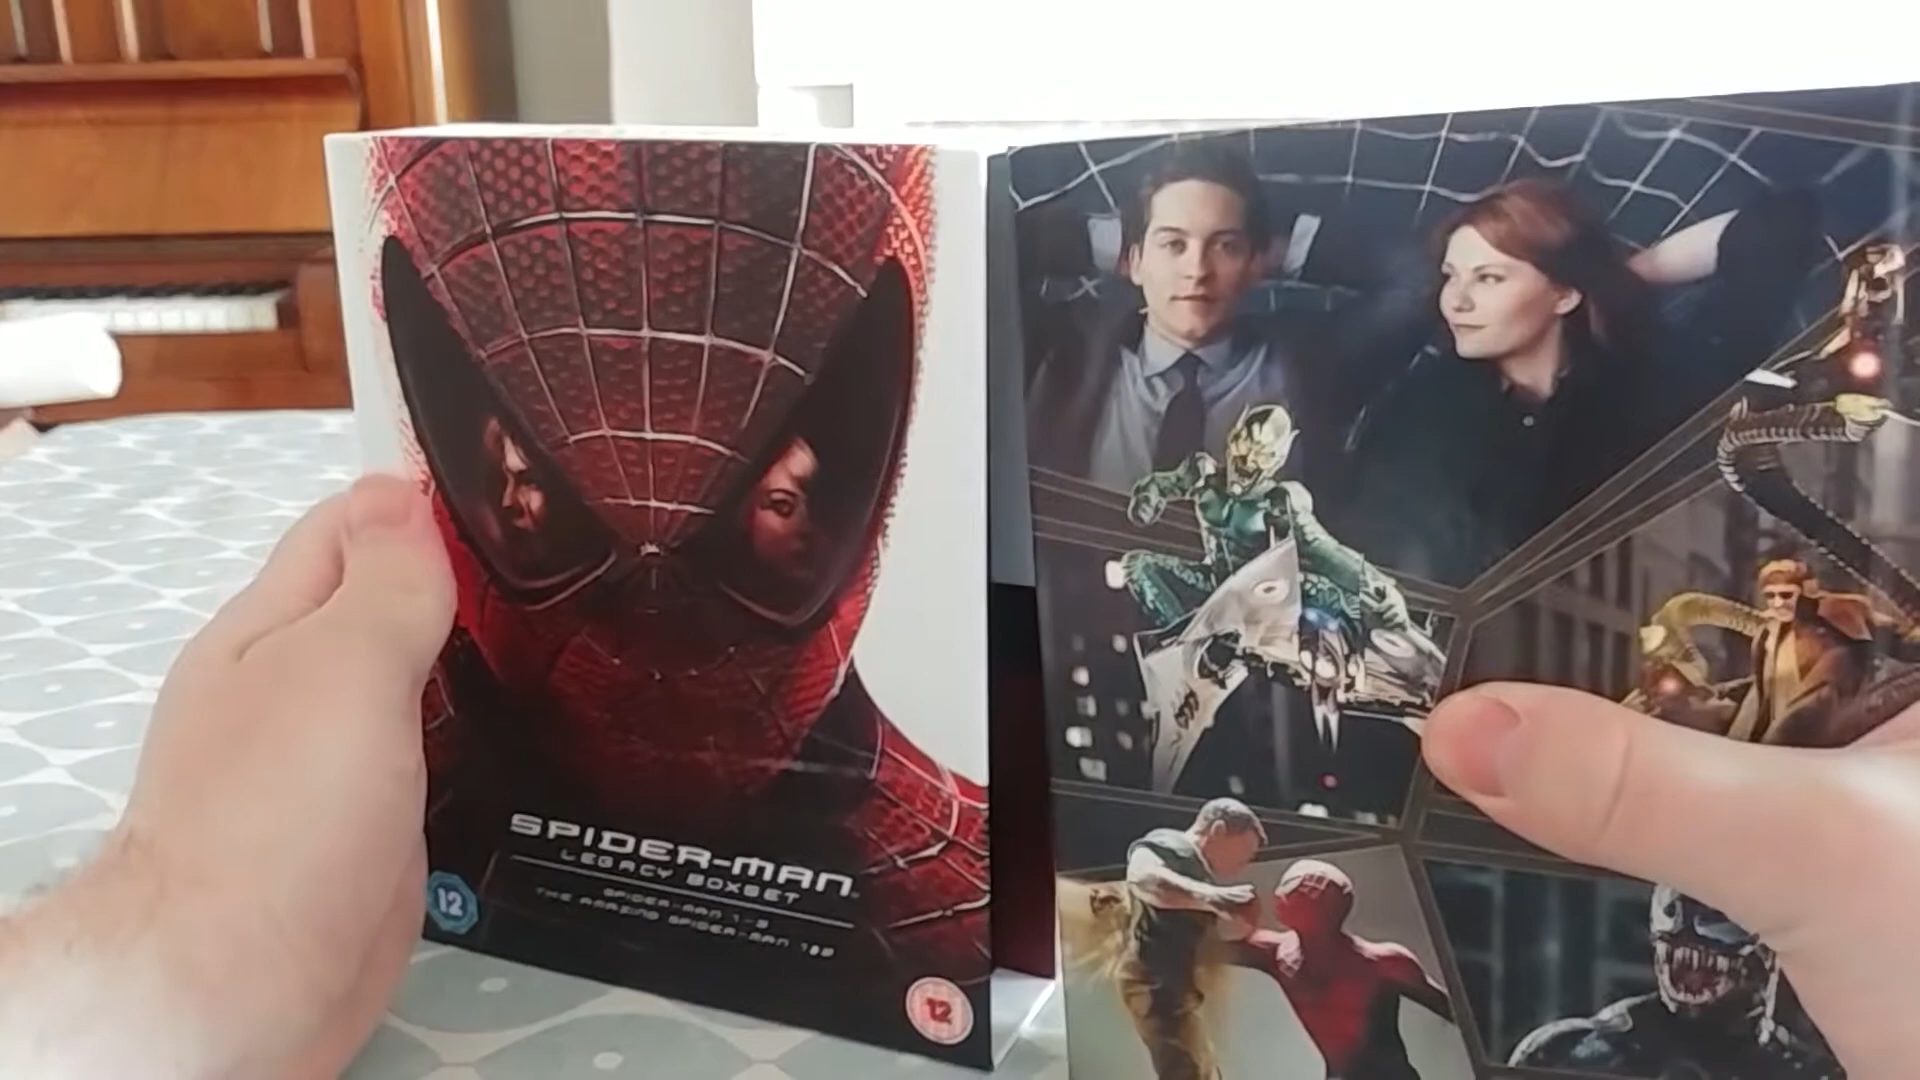 SPIDER-MAN
LEGACY BOXSET
SPIDER-MAN 1-3
THE AMAZING SPIDER-MAN 1&2
12
12